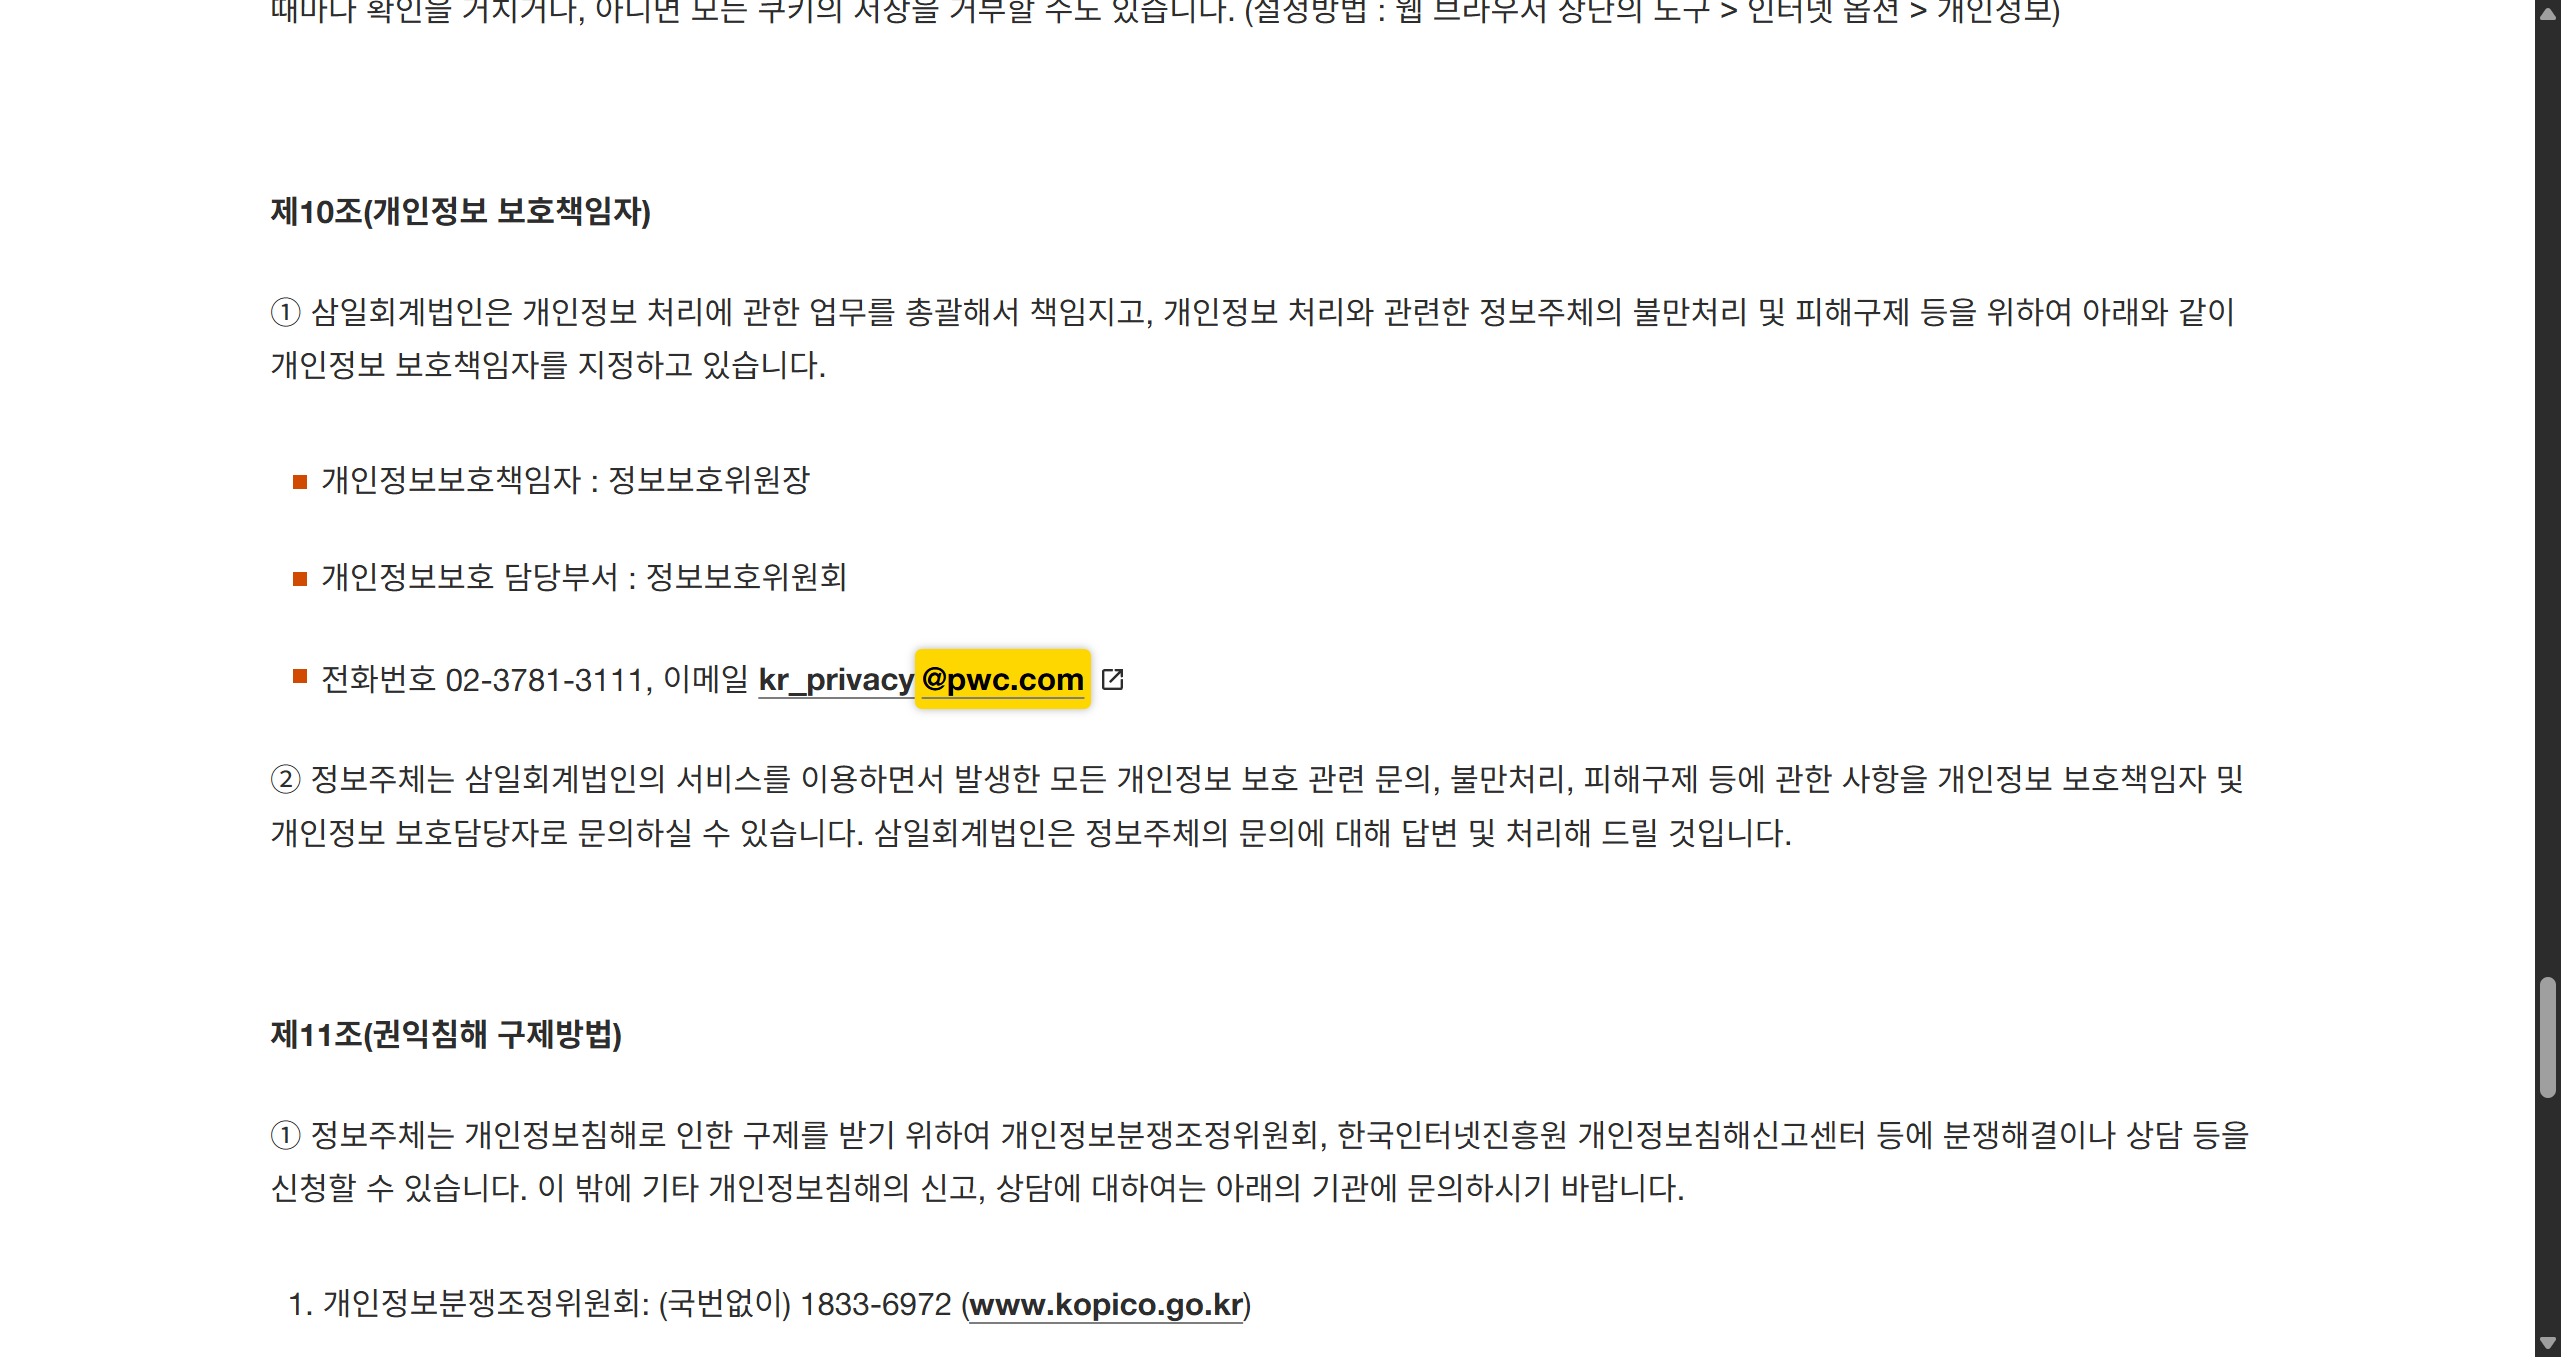 때마다 확인을 거치거나, 아니면 모든 쿠키의 저장을 거부할 수도 있습니다. (설정방법 : 웹 브라우저 상단의 도구 > 인터넷 옵션 > 개인정보)
제10조(개인정보 보호책임자)
① 삼일회계법인은 개인정보 처리에 관한 업무를 총괄해서 책임지고, 개인정보 처리와 관련한 정보주체의 불만처리 및 피해구제 등을 위하여 아래와 같이
개인정보 보호책임자를 지정하고 있습니다.
개인정보보호책임자 : 정보보호위원장
개인정보보호 담당부서 : 정보보호위원회
전화번호 02-3781-3111, 이메일 kr_privacy@pwc.com
② 정보주체는 삼일회계법인의 서비스를 이용하면서 발생한 모든 개인정보 보호 관련 문의, 불만처리, 피해구제 등에 관한 사항을 개인정보 보호책임자 및
개인정보 보호담당자로 문의하실 수 있습니다. 삼일회계법인은 정보주체의 문의에 대해 답변 및 처리해 드릴 것입니다.
제11조(권익침해 구제방법)
① 정보주체는 개인정보침해로 인한 구제를 받기 위하여 개인정보분쟁조정위원회, 한국인터넷진흥원 개인정보침해신고센터 등에 분쟁해결이나 상담 등을
신청할 수 있습니다. 이 밖에 기타 개인정보침해의 신고, 상담에 대하여는 아래의 기관에 문의하시기 바랍니다.
1. 개인정보분쟁조정위원회: (국번없이) 1833-6972 (www.kopico.go.kr)